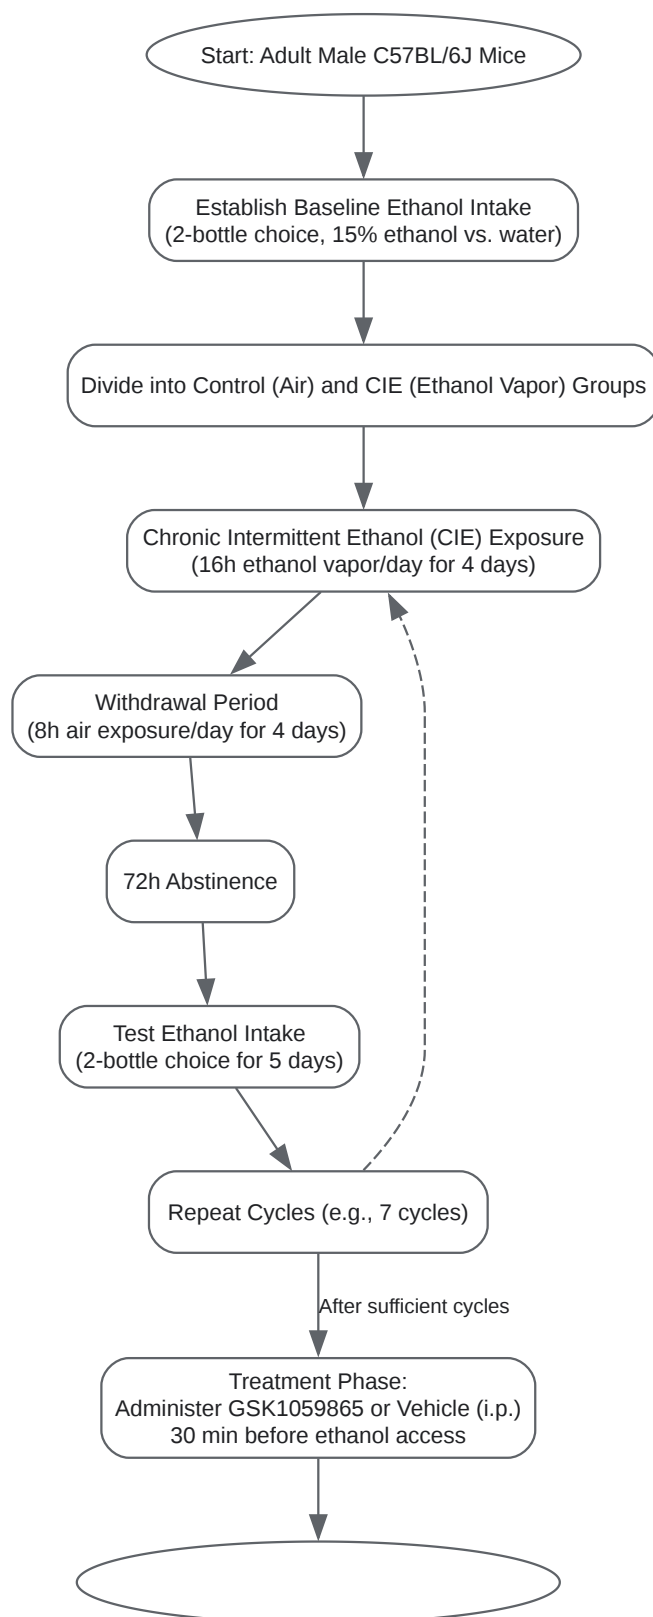 Start: Adult Male C57BL/6J Mice
Establish Baseline Ethanol Intake
(2-bottle choice, 15% ethanol vs. water)
Divide into Control (Air) and CIE (Ethanol Vapor) Groups
Chronic Intermittent Ethanol (CIE) Exposure
(16h ethanol vapor/day for 4 days)
Withdrawal Period
(8h air exposure/day for 4 days)
72h Abstinence
Test Ethanol Intake
(2-bottle choice for 5 days)
Repeat Cycles (e.g., 7 cycles)
After sufficient cycles
Treatment Phase:
Administer GSK1059865 or Vehicle (i.p.)
30 min before ethanol access